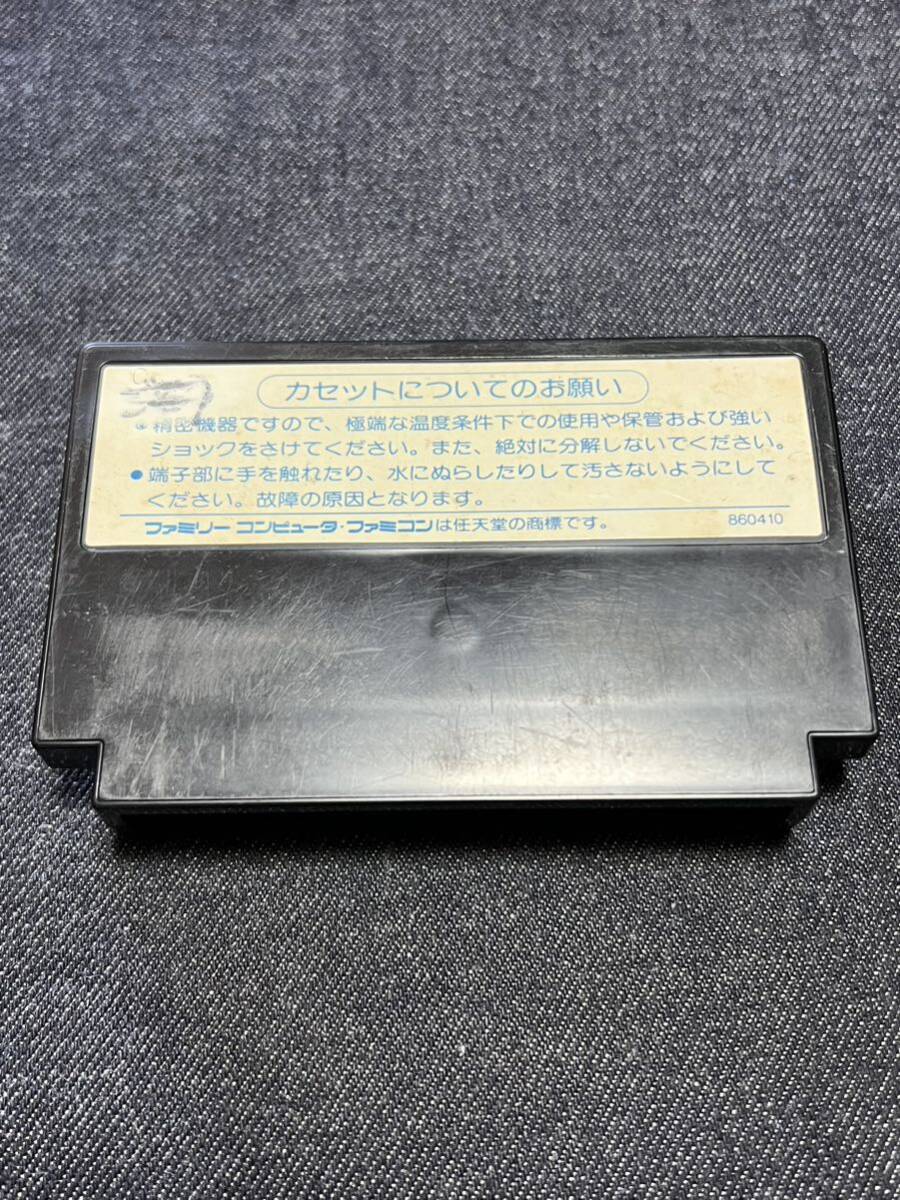 カセットについてのお願い
● 精密機器ですので、極端な温度条件下での使用や保管および強い
ショックをさけてください。また、絶対に分解しないでください。
● 端子部に手を触れたり、水にぬらしたりして汚さないようにして
ください。故障の原因となります。
ファミリー コンピュータ・ファミコンは任天堂の商標です。 860410